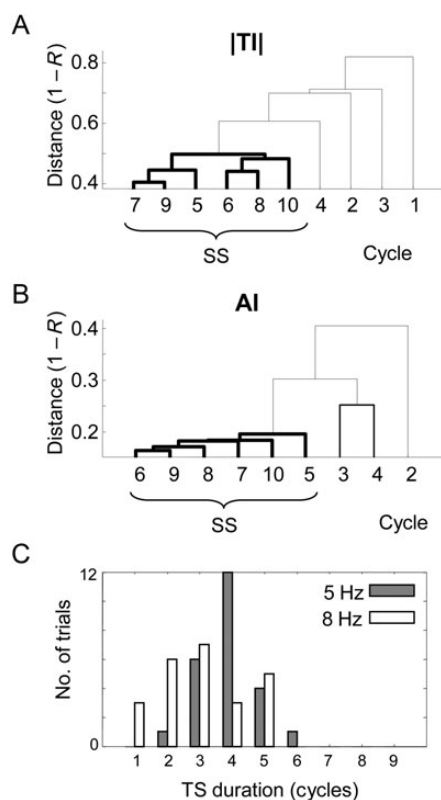 A
|TI|
Distance (1 – R)
0.8
0.6
0.4
7 9 5 6 8 10 4 2 3 1
SS
Cycle
B
AI
Distance (1 – R)
0.4
0.3
0.2
6 9 8 7 10 5 3 4 2
SS
Cycle
C
No. of trials
12
0
5 Hz
8 Hz
1 2 3 4 5 6 7 8 9
TS duration (cycles)